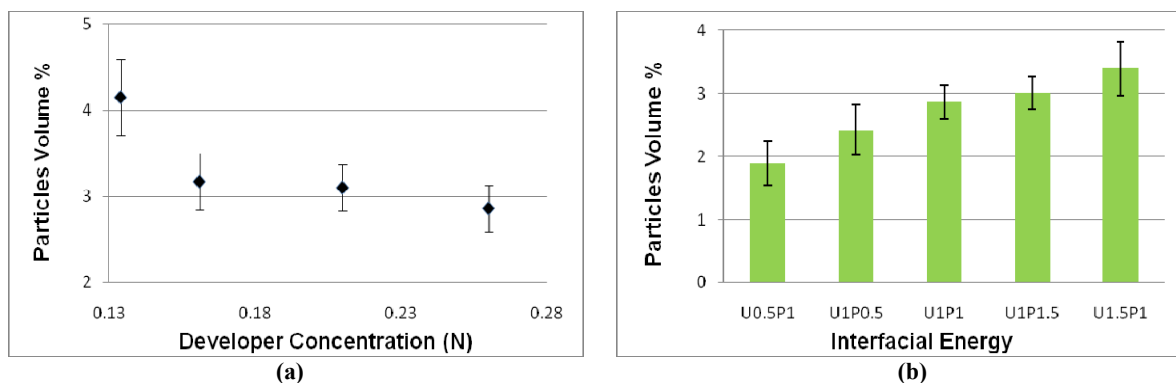 Particles Volume %
5
4
3
2
0.13 0.18 0.23 0.28
Developer Concentration (N)
(a)
Particles Volume %
4
3
2
1
0
U0.5P1 U1P0.5 U1P1 U1P1.5 U1.5P1
Interfacial Energy
(b)